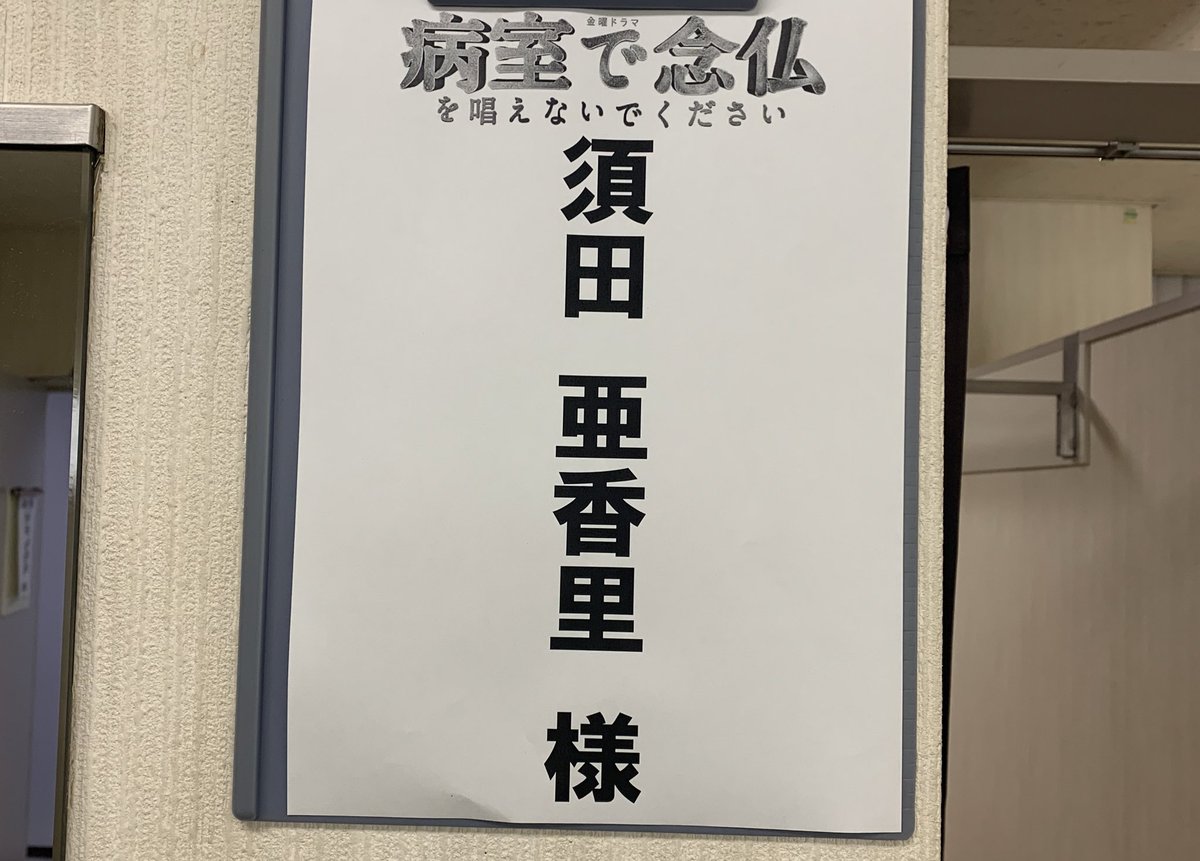 金曜ドラマ
病室で念仏
を唱えないでください
須田 亜香里 様